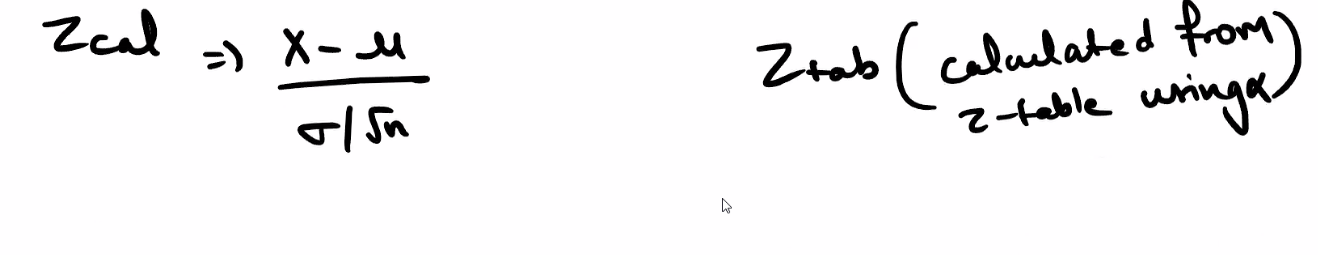 Zcal => X - μ / σ/√n
Ztab (calculated from
z-table using α)